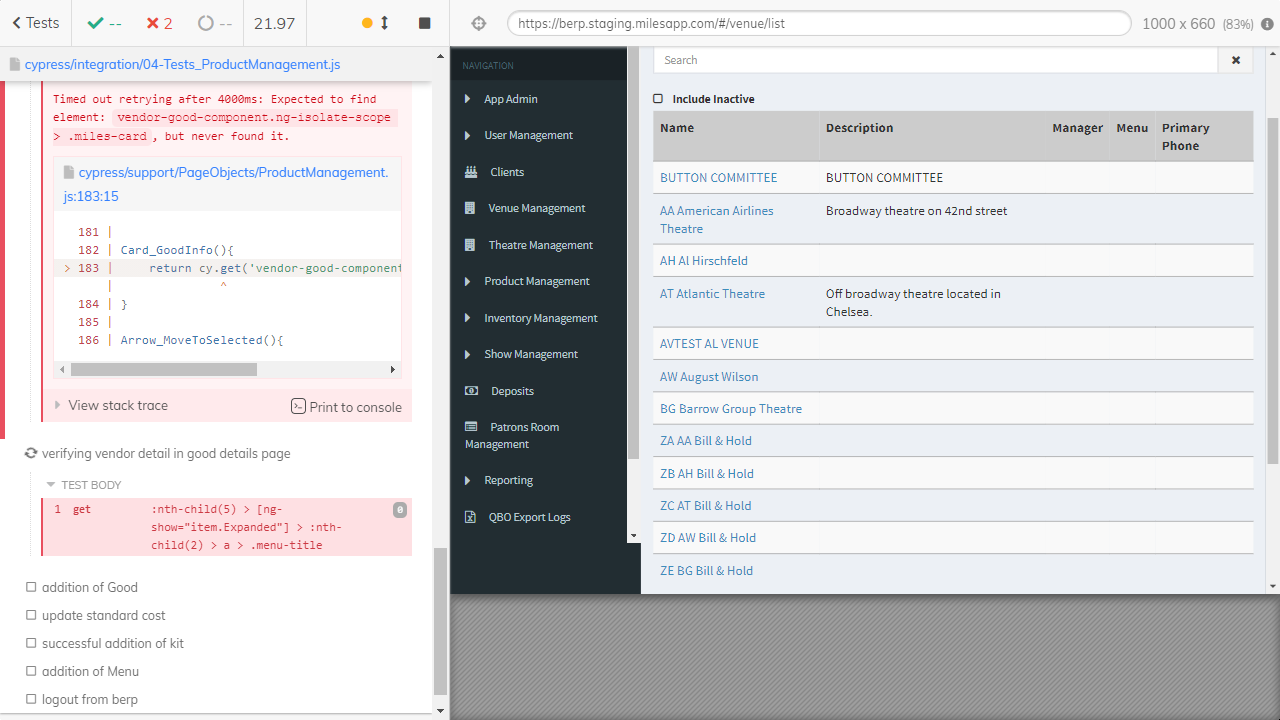 Tests
--
2
--
21.97
https://berp.staging.milesapp.com/#/venue/list
1000 x 660 (83%)
cypress/integration/04-Tests_ProductManagement.js
Timed out retrying after 4000ms: Expected to find
element: vendor-good-component.ng-isolate-scope
> .miles-card, but never found it.
cypress/support/PageObjects/ProductManagement.
js:183:15
181 |
182 | Card_GoodInfo(){
> 183 | return cy.get('vendor-good-component
| ^
184 | }
185 |
186 | Arrow_MoveToSelected(){
View stack trace
Print to console
verifying vendor detail in good details page
TEST BODY
1 get :nth-child(5) > [ng- 0
show="item.Expanded"] > :nth-
child(2) > a > .menu-title
addition of Good
update standard cost
successful addition of kit
addition of Menu
logout from berp
NAVIGATION
App Admin
User Management
Clients
Venue Management
Theatre Management
Product Management
Inventory Management
Show Management
Deposits
Patrons Room
Management
Reporting
QBO Export Logs
Search
Include Inactive
Name Description Manager Menu Primary
Phone
BUTTON COMMITTEE BUTTON COMMITTEE
AA American Airlines Broadway theatre on 42nd street
Theatre
AH Al Hirschfeld
AT Atlantic Theatre Off broadway theatre located in
Chelsea.
AVTEST AL VENUE
AW August Wilson
BG Barrow Group Theatre
ZA AA Bill & Hold
ZB AH Bill & Hold
ZC AT Bill & Hold
ZD AW Bill & Hold
ZE BG Bill & Hold